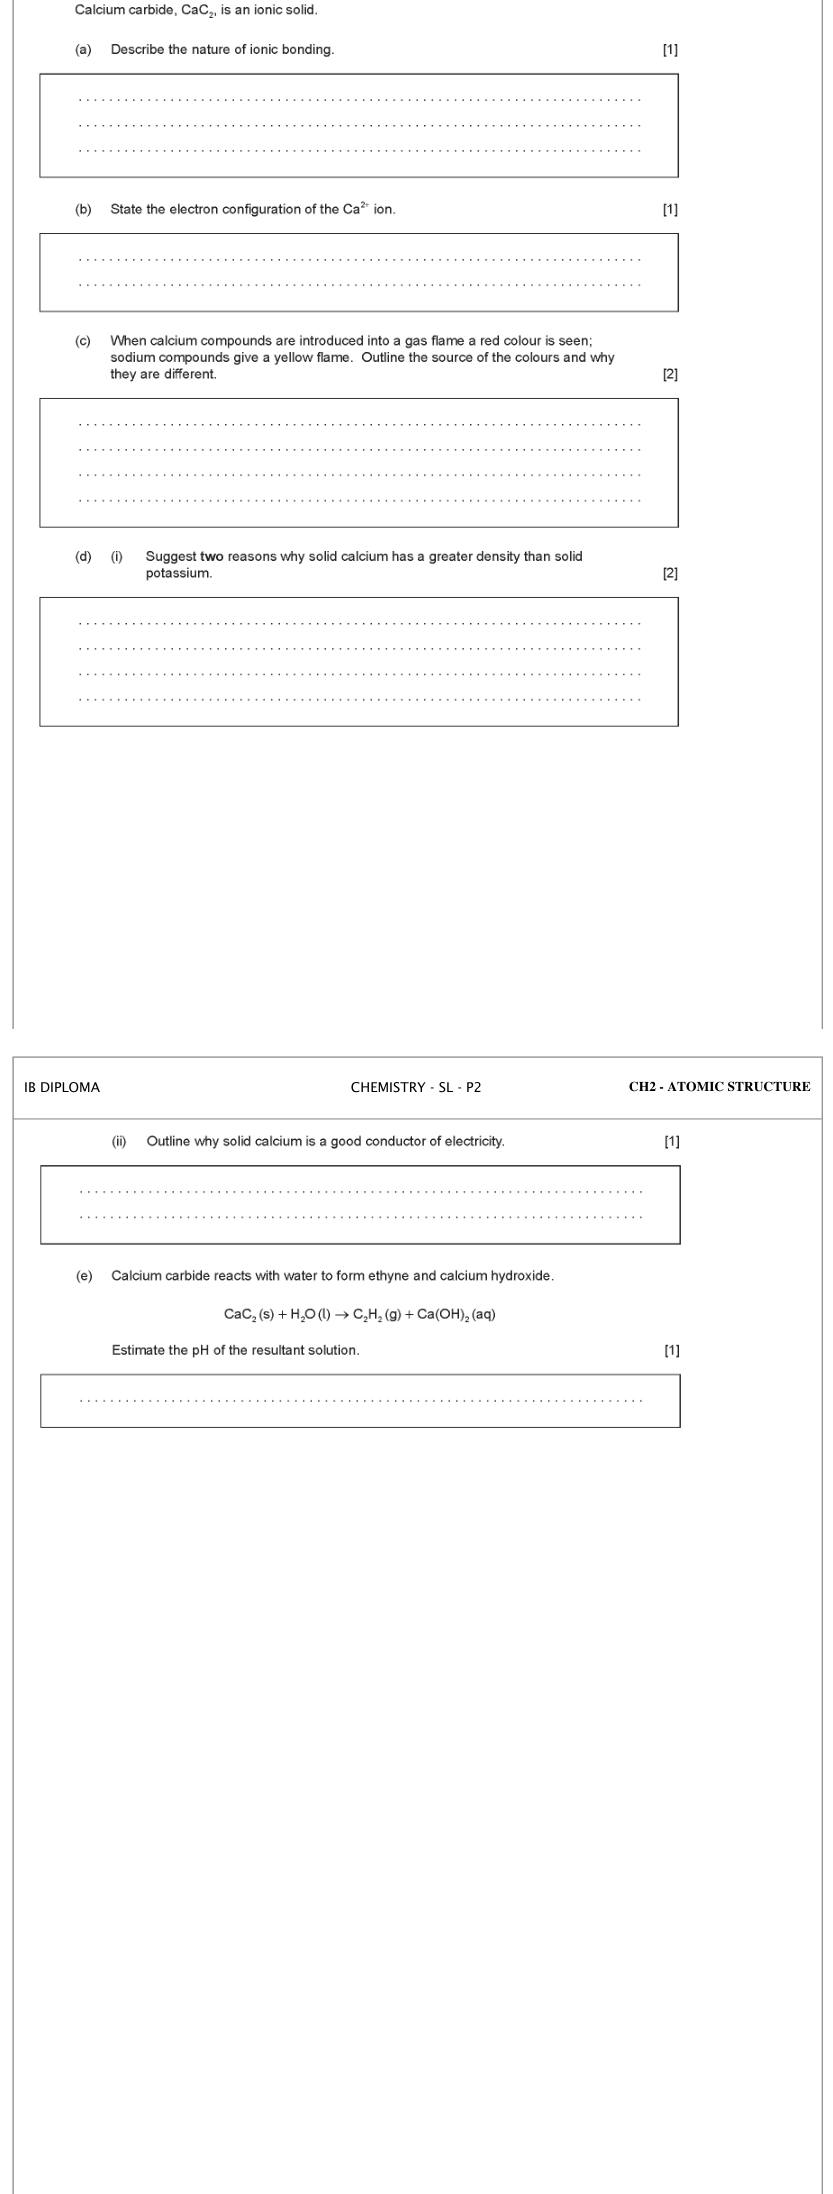 Calcium carbide, CaC₂, is an ionic solid.
(a) Describe the nature of ionic bonding. [1]
(b) State the electron configuration of the Ca²⁺ ion. [1]
(c) When calcium compounds are introduced into a gas flame a red colour is seen;
sodium compounds give a yellow flame. Outline the source of the colours and why
they are different. [2]
(d) (i) Suggest two reasons why solid calcium has a greater density than solid
potassium. [2]
IB DIPLOMA CHEMISTRY - SL - P2 CH2 - ATOMIC STRUCTURE
(ii) Outline why solid calcium is a good conductor of electricity. [1]
(e) Calcium carbide reacts with water to form ethyne and calcium hydroxide.
CaC₂ (s) + H₂O (l) → C₂H₂ (g) + Ca(OH)₂ (aq)
Estimate the pH of the resultant solution. [1]